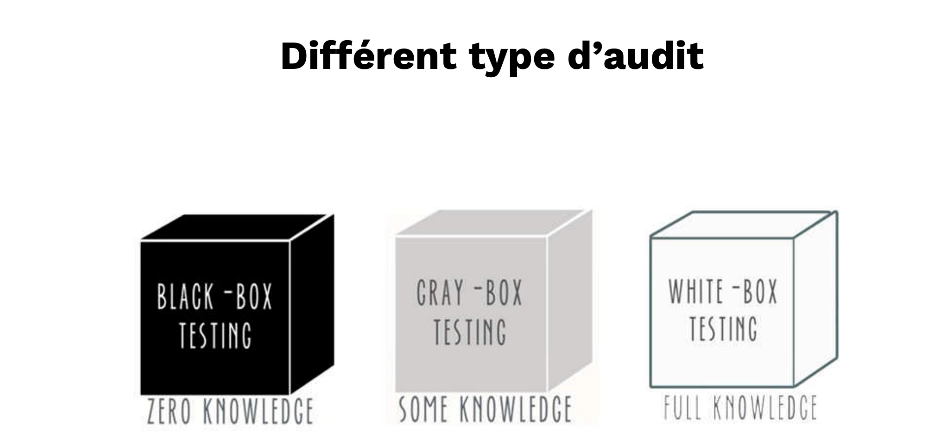 Différent type d’audit
BLACK -BOX
TESTING
ZERO KNOWLEDGE
GRAY -BOX
TESTING
SOME KNOWLEDGE
WHITE -BOX
TESTING
FULL KNOWLEDGE